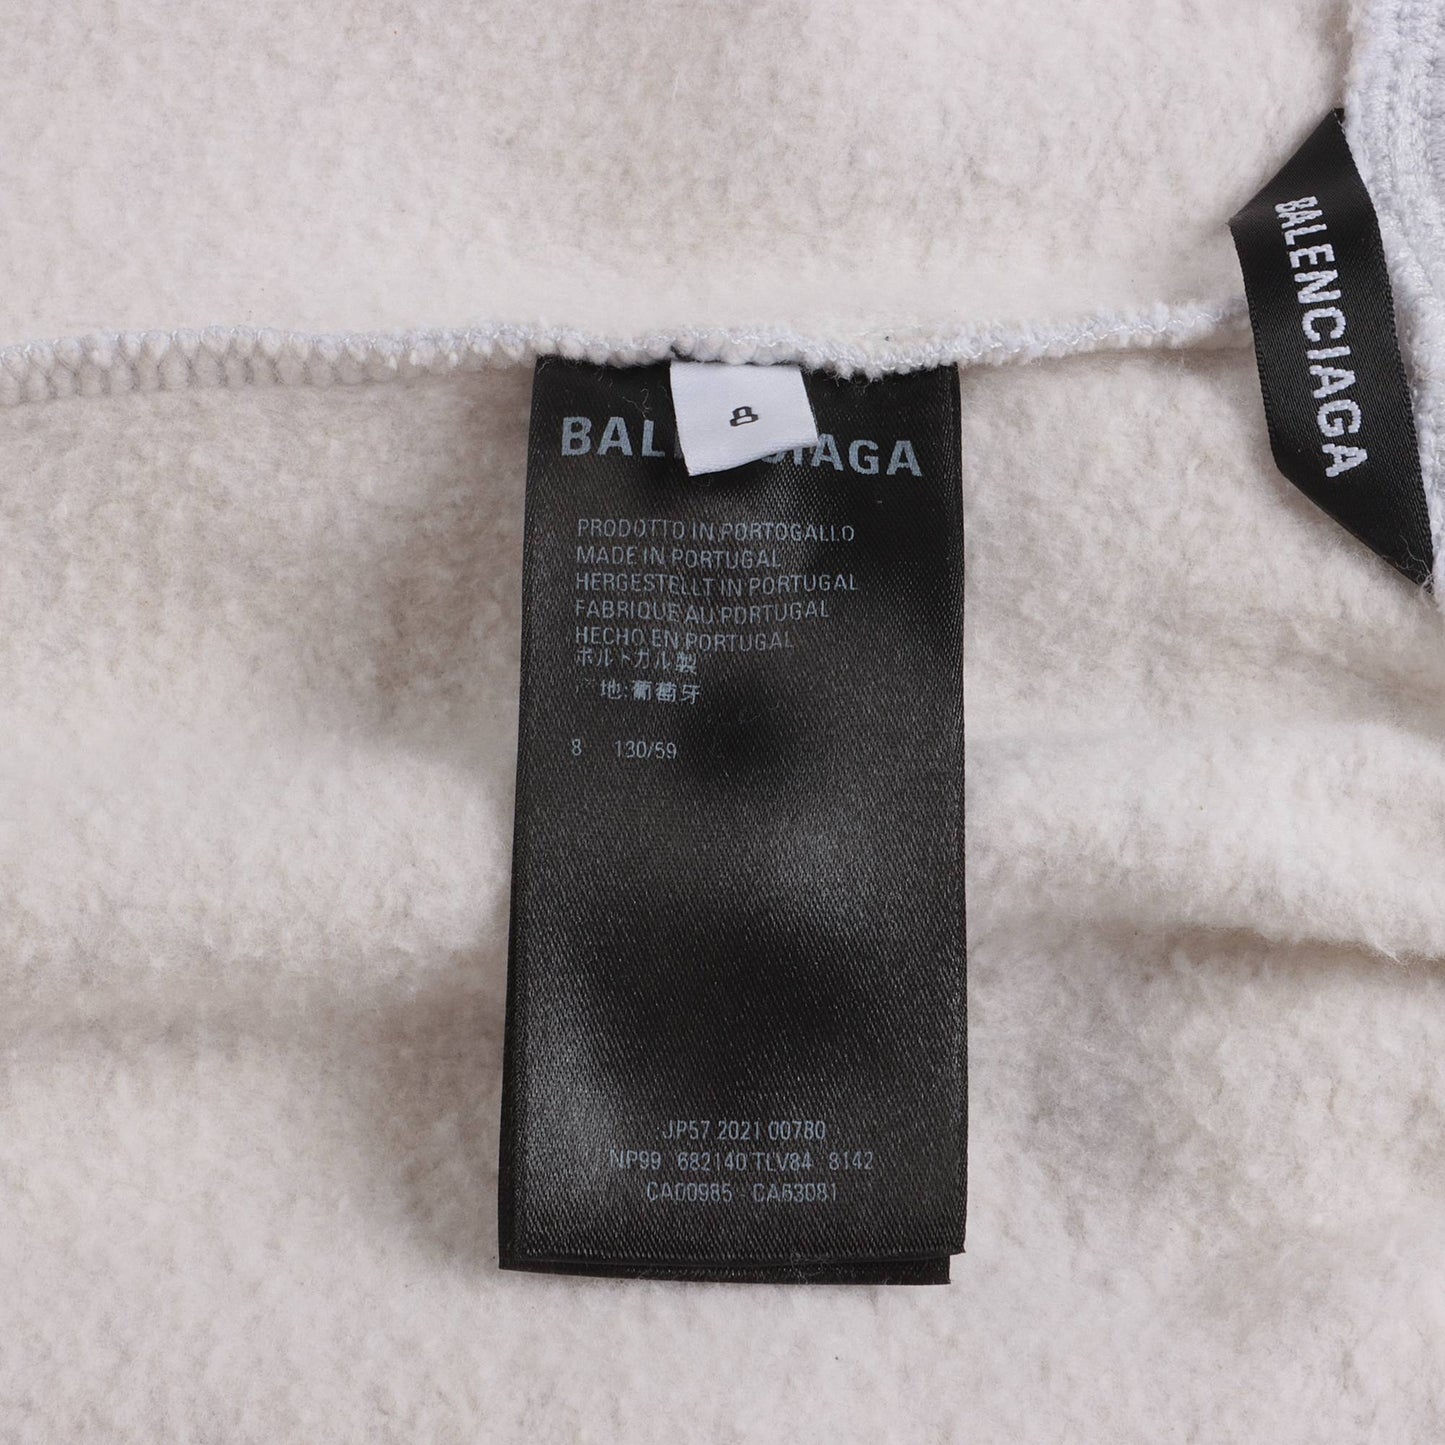 BALENCIAGA
8
PRODOTTO IN PORTOGALLO
MADE IN PORTUGAL
HERGESTELLT IN PORTUGAL
FABRIQUE AU PORTUGAL
HECHO EN PORTUGAL
ポルトガル製
地:葡萄牙
8 130/59
JP57 2021 00780
NP99 682140 TLV84 8142
CA00985 CA63081